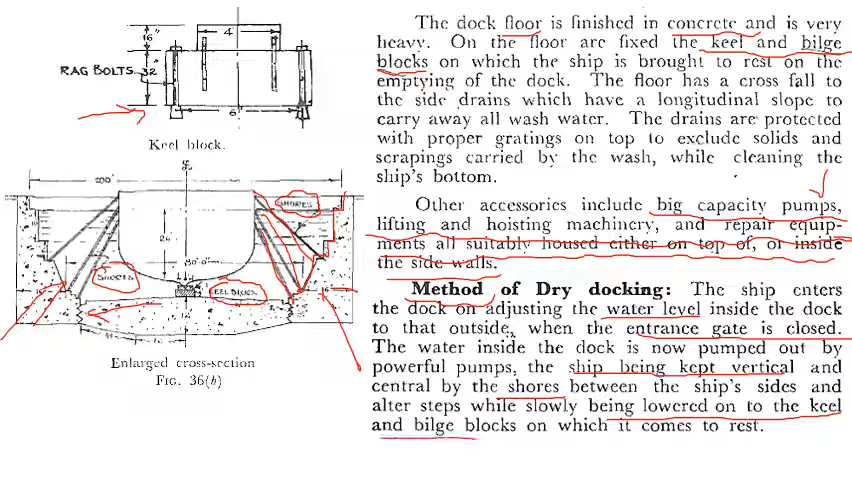 16"
4'
RAG BOLTS
32"
6'
Keel block.
℄
100'
SHORES
24
80'-0"
SHORES
KEEL BLOCK
Enlarged cross-section
FIG. 36(b)
The dock floor is finished in concrete and is very
heavy. On the floor are fixed the keel and bilge
blocks on which the ship is brought to rest on the
emptying of the dock. The floor has a cross fall to
the side drains which have a longitudinal slope to
carry away all wash water. The drains are protected
with proper gratings on top to exclude solids and
scrapings carried by the wash, while cleaning the
ship's bottom.
Other accessories include big capacity pumps,
lifting and hoisting machinery, and repair equip-
ments all suitably housed either on top of, or inside
the side walls.
Method of Dry docking: The ship enters
the dock on adjusting the water level inside the dock
to that outside, when the entrance gate is closed.
The water inside the dock is now pumped out by
powerful pumps, the ship being kept vertical and
central by the shores between the ship's sides and
alter steps while slowly being lowered on to the keel
and bilge blocks on which it comes to rest.